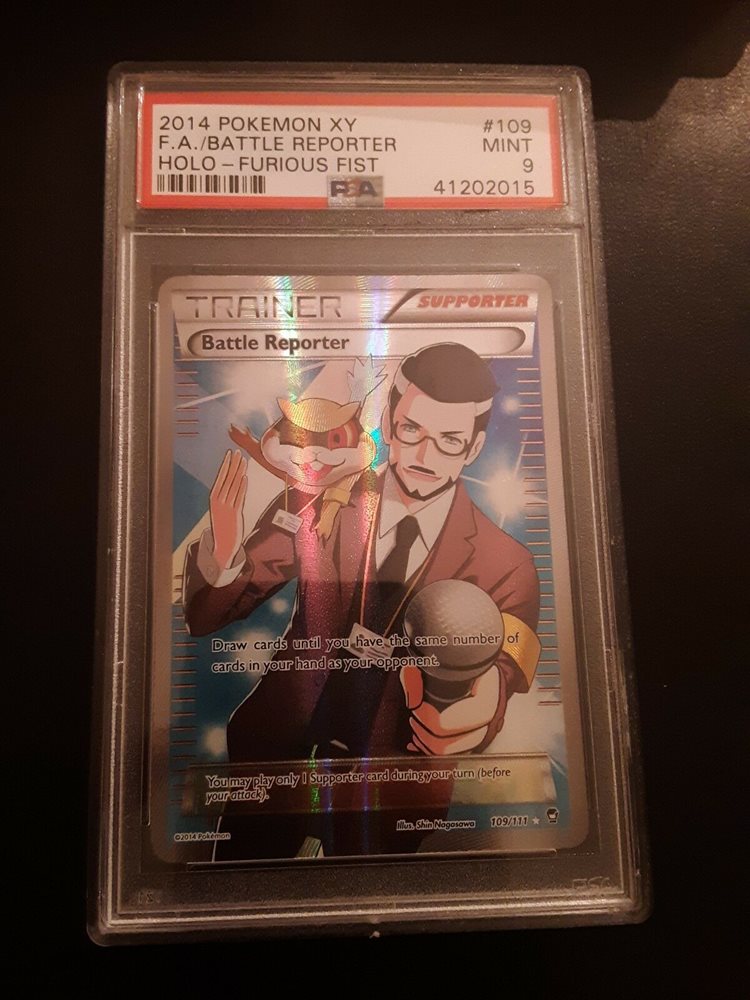 2014 POKEMON XY #109
F.A./BATTLE REPORTER MINT
HOLO – FURIOUS FIST 9
PSA 41202015
TRAINER SUPPORTER
Battle Reporter
Draw cards until you have the same number of
cards in your hand as your opponent.
You may play only 1 Supporter card during your turn (before
your attack).
Illus. Shin Nagasawa 109/111
©2014 Pokémon